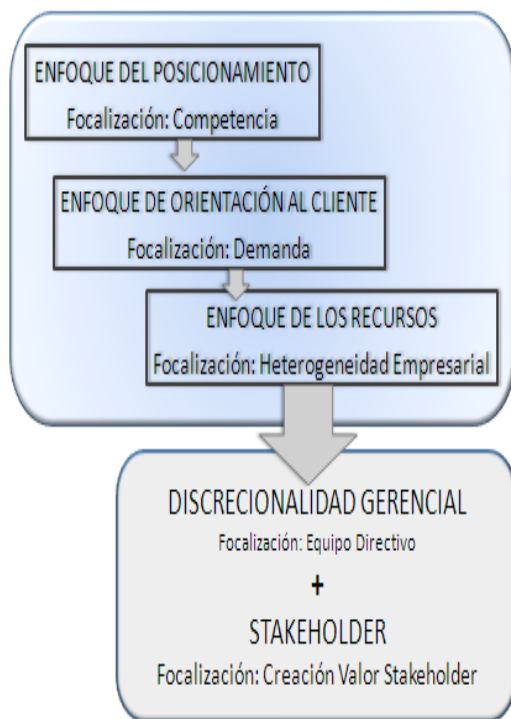 ENFOQUE DEL POSICIONAMIENTO
Focalización: Competencia
ENFOQUE DE ORIENTACIÓN AL CLIENTE
Focalización: Demanda
ENFOQUE DE LOS RECURSOS
Focalización: Heterogeneidad Empresarial
DISCRECIONALIDAD GERENCIAL
Focalización: Equipo Directivo
+
STAKEHOLDER
Focalización: Creación Valor Stakeholder